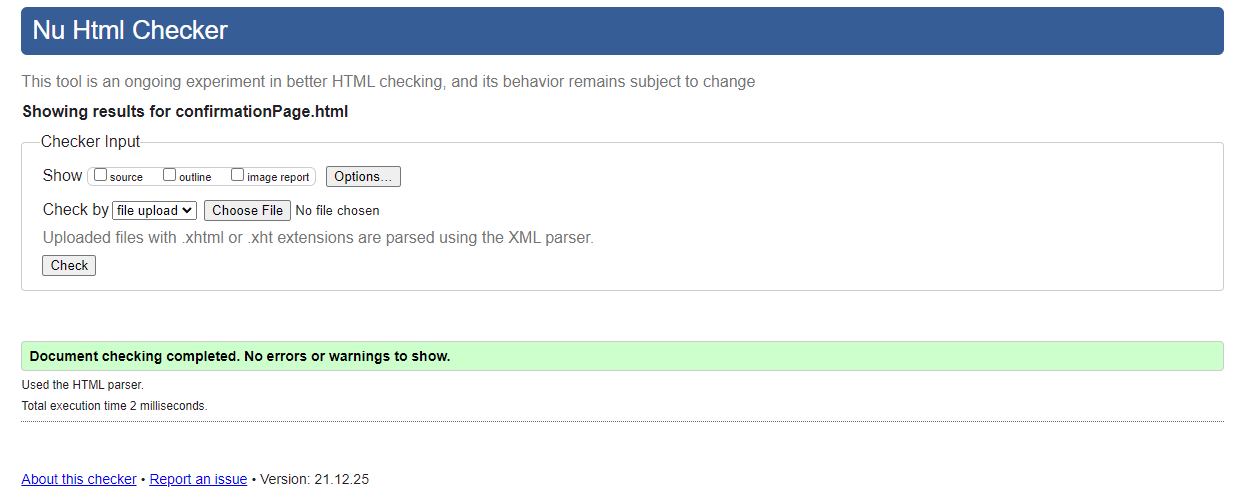 Nu Html Checker
This tool is an ongoing experiment in better HTML checking, and its behavior remains subject to change
Showing results for confirmationPage.html
Checker Input
Show source outline image report Options...
Check by file upload Choose File No file chosen
Uploaded files with .xhtml or .xht extensions are parsed using the XML parser.
Check
Document checking completed. No errors or warnings to show.
Used the HTML parser.
Total execution time 2 milliseconds.
About this checker • Report an issue • Version: 21.12.25